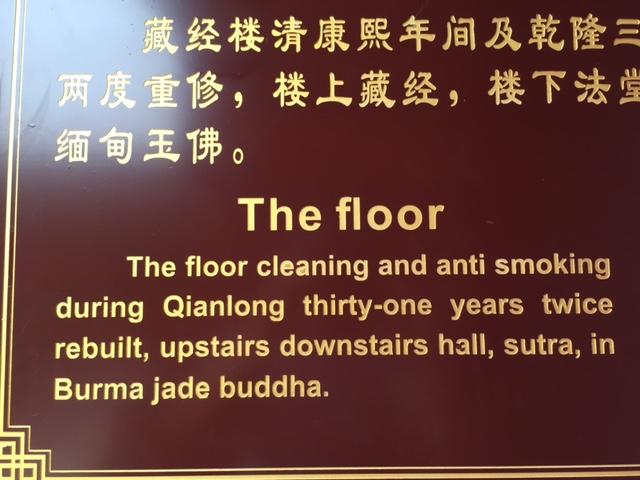 藏经楼清康熙年间及乾隆三
两度重修，楼上藏经，楼下法堂
缅甸玉佛。
The floor
The floor cleaning and anti smoking
during Qianlong thirty-one years twice
rebuilt, upstairs downstairs hall, sutra, in
Burma jade buddha.